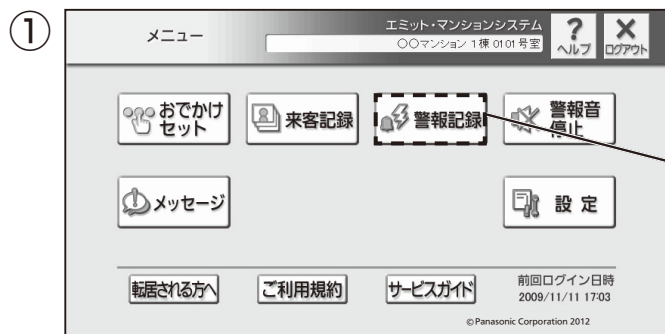 ①
メニュー
エミット・マンションシステム
〇〇マンション 1棟 0101号室
?
ヘルプ
×
ログアウト
おでかけ
セット
来客記録
警報記録
警報音
停止
メッセージ
設 定
転居される方へ
ご利用規約
サービスガイド
前回ログイン日時
2009/11/11 17:03
© Panasonic Corporation 2012